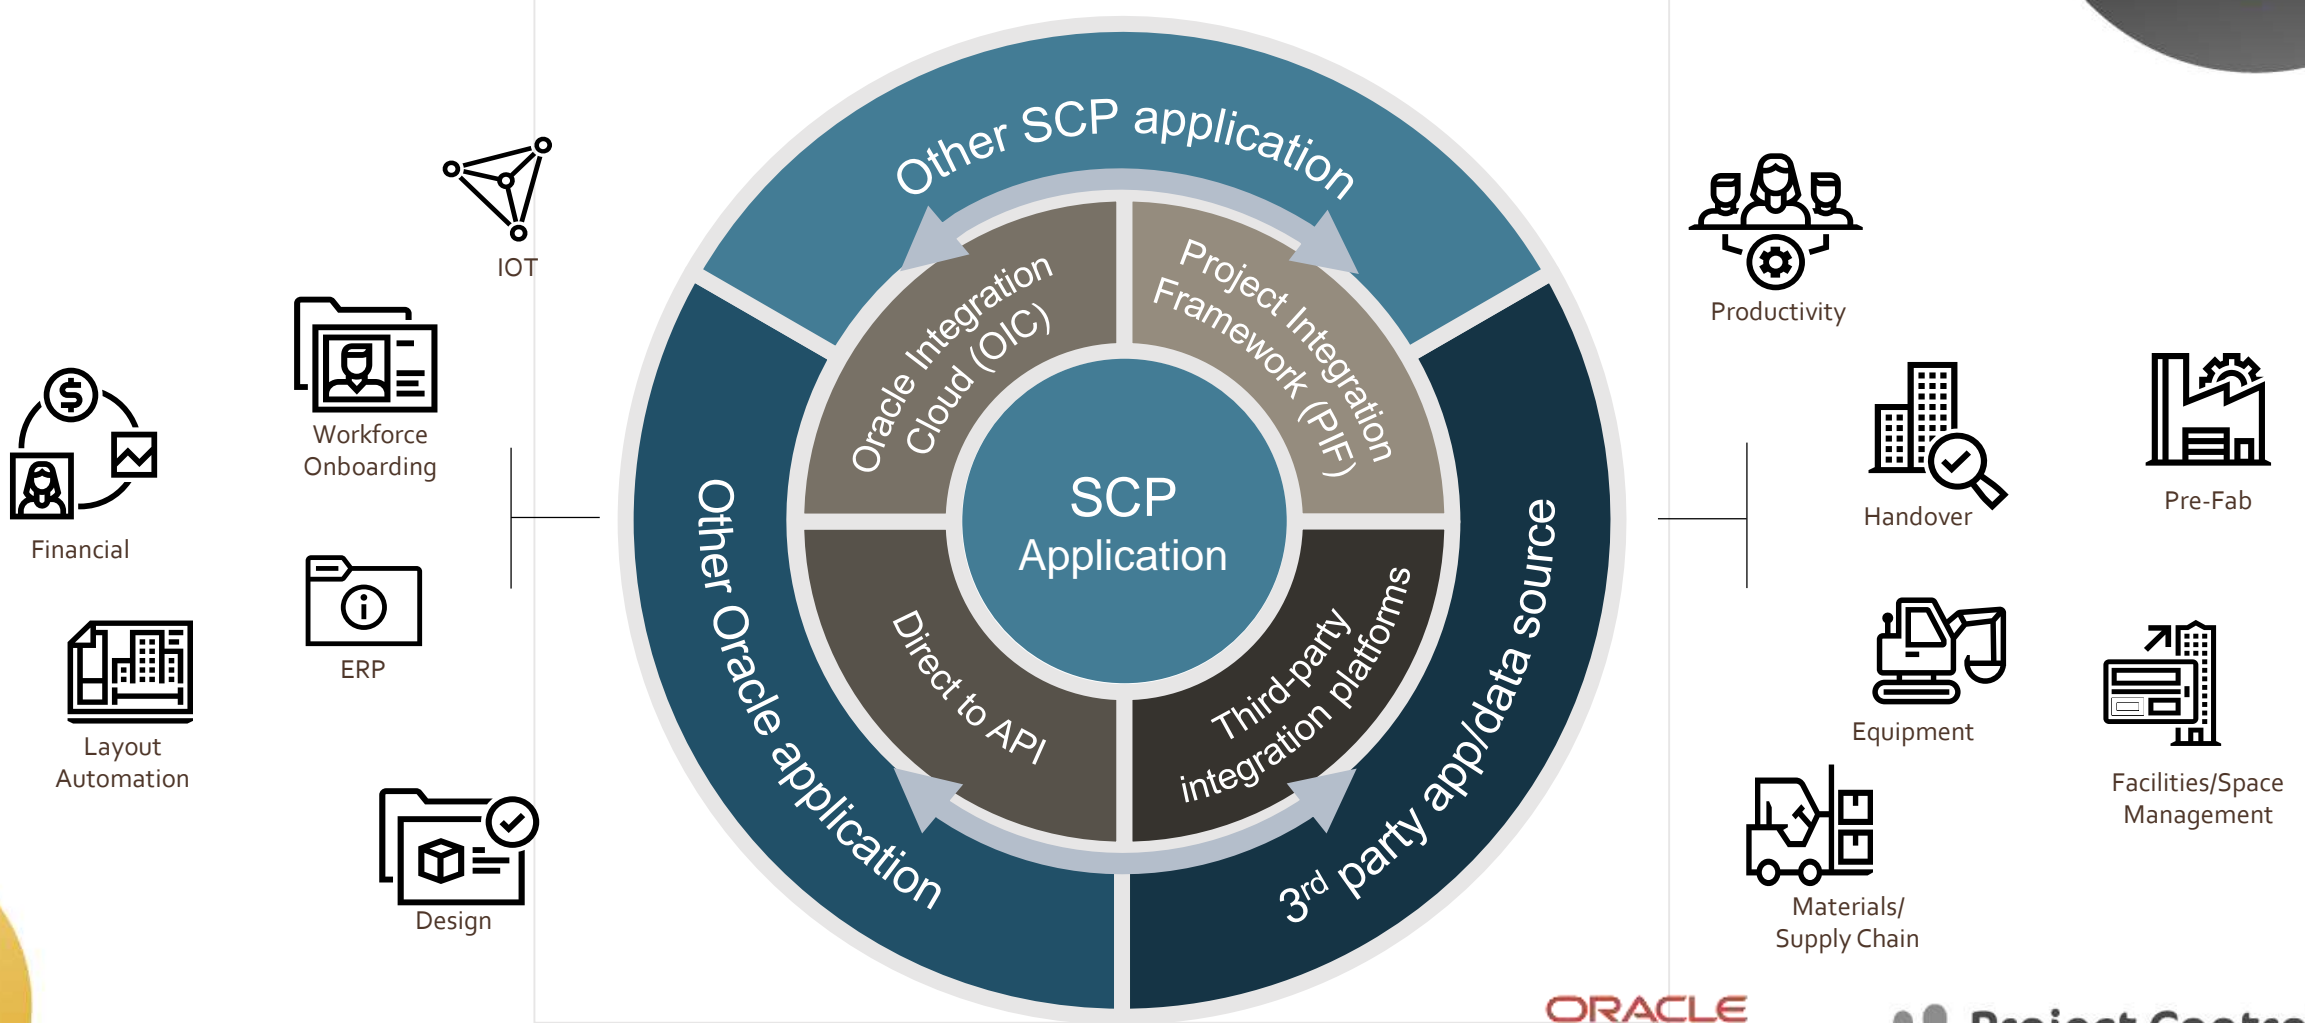 IOT
Workforce
Onboarding
Financial
ERP
Layout
Automation
Design
Other SCP application
Oracle Integration
Cloud (OIC)
Project Integration
Framework (PIF)
SCP
Application
Direct to API
Third-party
integration platforms
Other Oracle application
3rd party app/data source
Productivity
Handover
Pre-Fab
Equipment
Facilities/Space
Management
Materials/
Supply Chain
ORACLE
Project